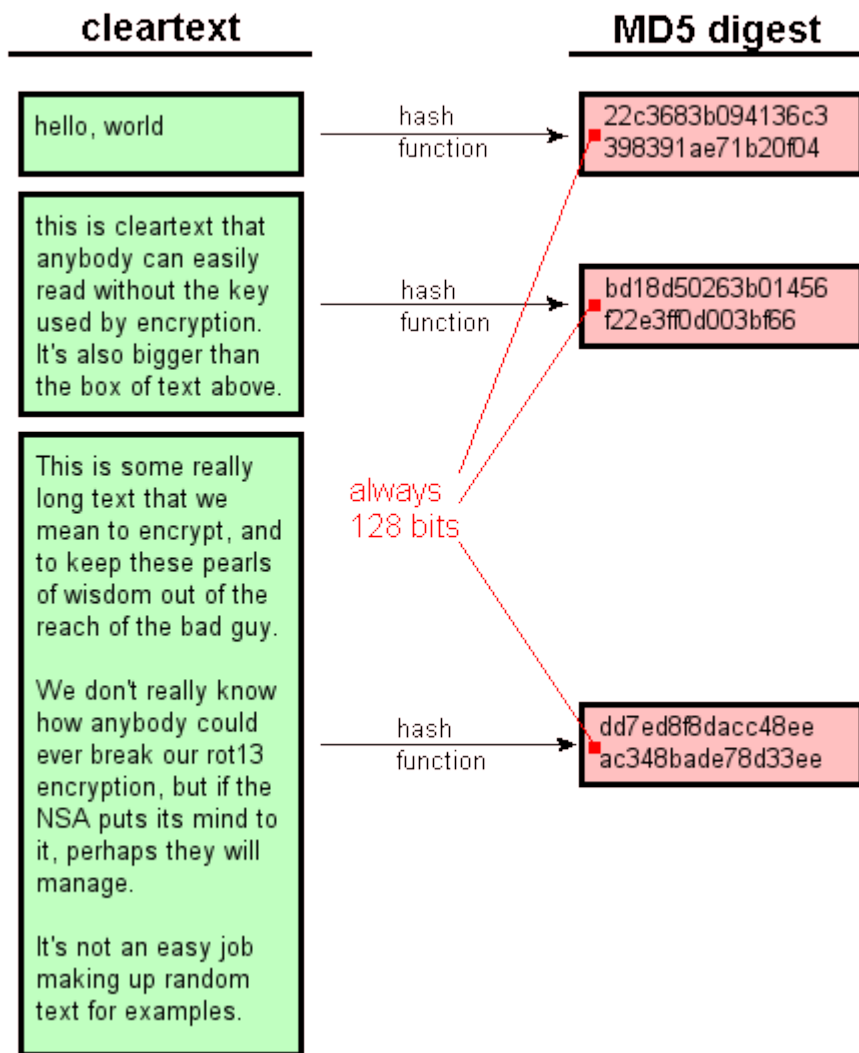 cleartext
MD5 digest
hello, world
hash
function
22c3683b094136c3
398391ae71b20f04
this is cleartext that
anybody can easily
read without the key
used by encryption.
It's also bigger than
the box of text above.
hash
function
bd18d50263b01456
f22e3ff0d003bf66
always
128 bits
This is some really
long text that we
mean to encrypt, and
to keep these pearls
of wisdom out of the
reach of the bad guy.
We don't really know
how anybody could
ever break our rot13
encryption, but if the
NSA puts its mind to
it, perhaps they will
manage.
It's not an easy job
making up random
text for examples.
hash
function
dd7ed8f8dacc48ee
ac348bade78d33ee